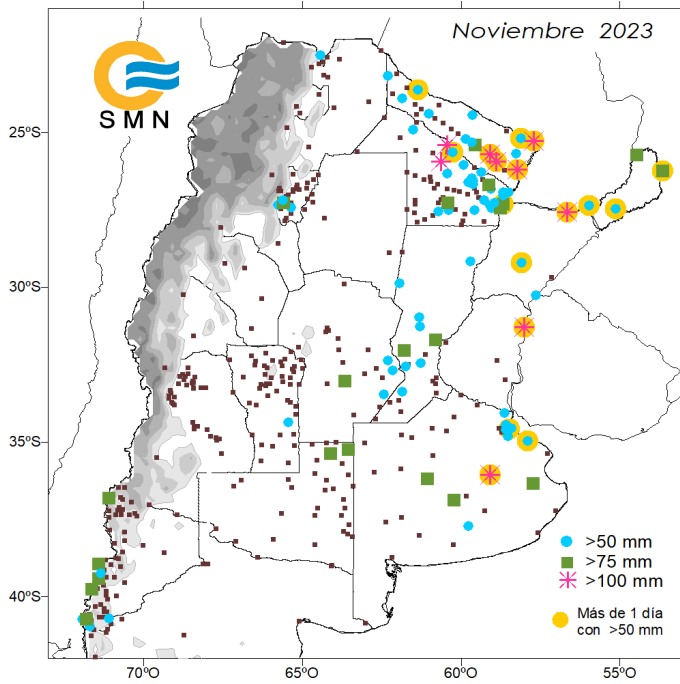 Noviembre 2023
SMN
25ºS
30ºS
35ºS
40ºS
>50 mm
>75 mm
>100 mm
Más de 1 día
con >50 mm
70ºO
65ºO
60ºO
55ºO